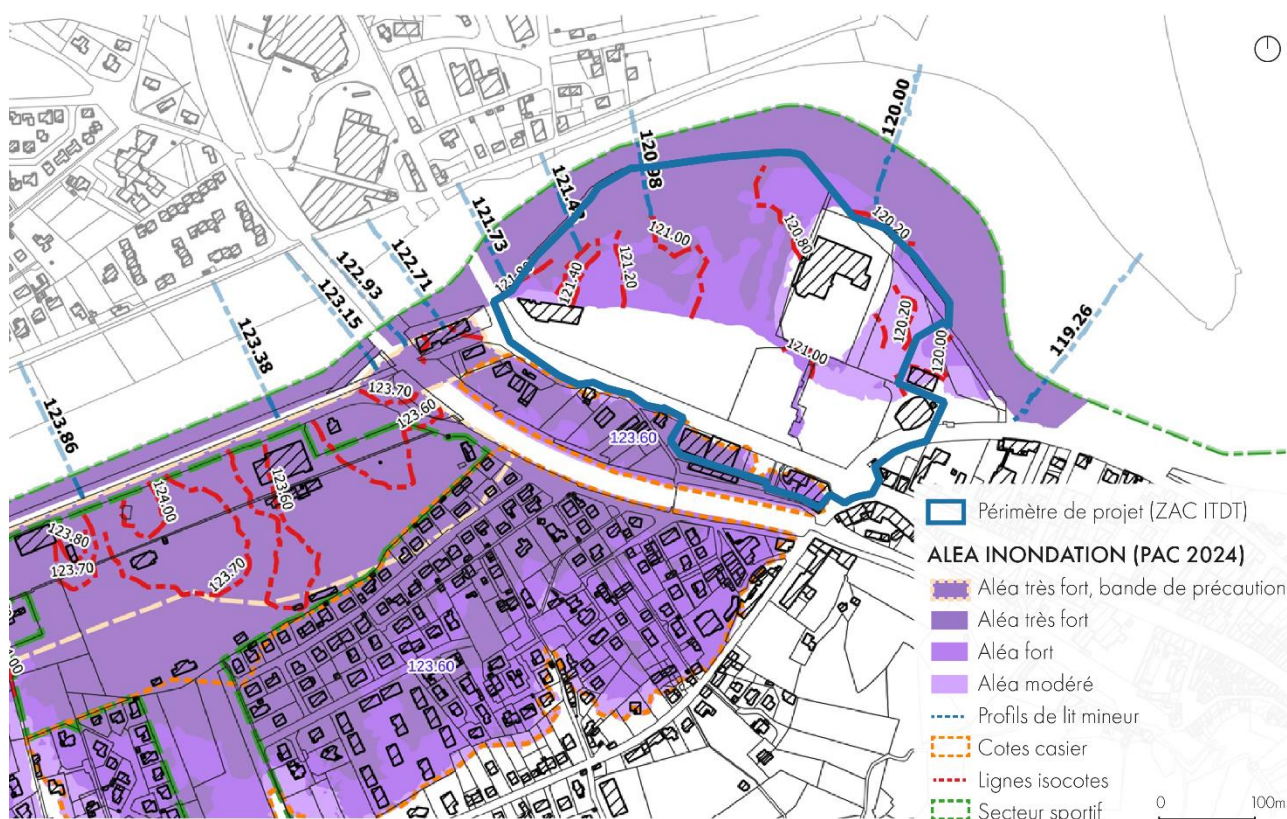 120.00
120.98
121.4
121.73
122.71
122.93
123.15
123.38
123.86
119.26
120.20
121.00
120.80
121.20
121.40
120.20
120.00
121.00
123.70
123.60
123.60
124.00
123.60
123.80
123.70
123.70
123.60
Périmètre de projet (ZAC ITDT)
ALEA INONDATION (PAC 2024)
Aléa très fort, bande de précaution
Aléa très fort
Aléa fort
Aléa modéré
Profils de lit mineur
Cotes casier
Lignes isocotes
Secteur sportif
0 100m